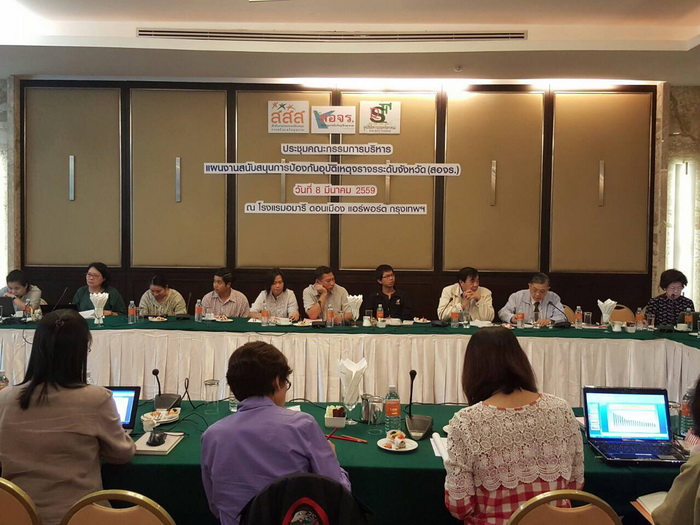 สสส
สอจร.
ประชุมคณะกรรมการบริหาร
แผนงานสนับสนุนการป้องกันอุบัติเหตุจราจรระดับจังหวัด (สอจร.)
วันที่ 8 มีนาคม 2559
ณ โรงแรมอมารี ดอนเมือง แอร์พอร์ต กรุงเทพฯ